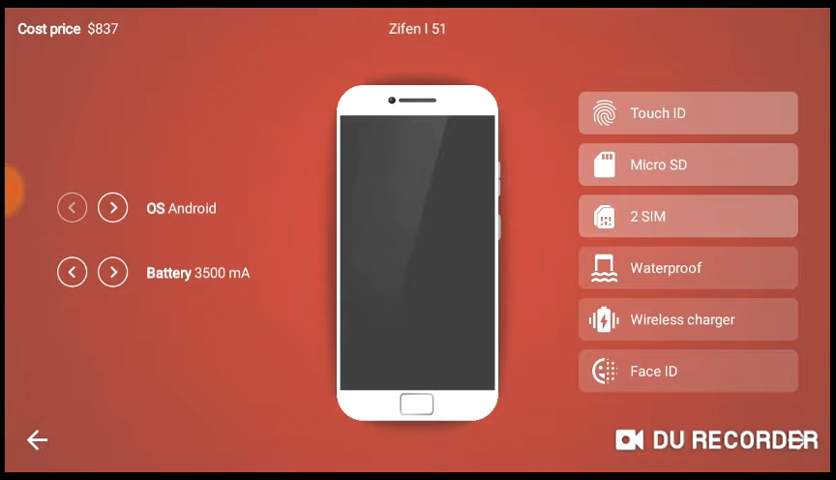 Cost price $837
Zifen I 51
OS Android
Battery 3500 mA
Touch ID
Micro SD
2 SIM
Waterproof
Wireless charger
Face ID
DU RECORDER